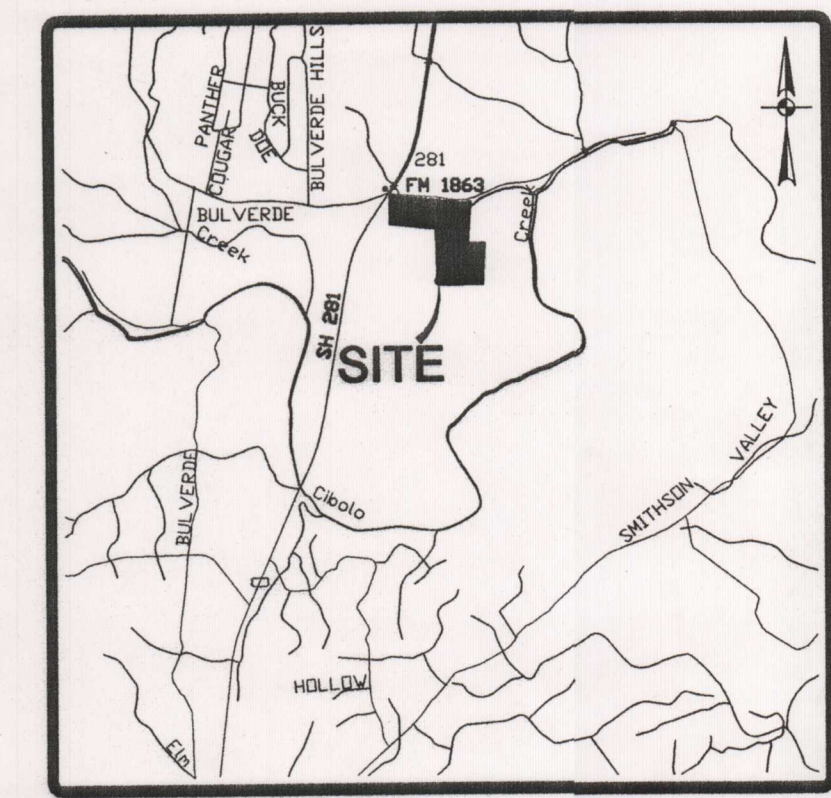 PANTHER
COUGAR
BUCK
DOE
BULVERDE HILLS
281
FM 1863
BULVERDE
Creek
Creek
SH 281
SITE
BULVERDE
Cibolo
SMITHSON VALLEY
HOLLOW
Elm